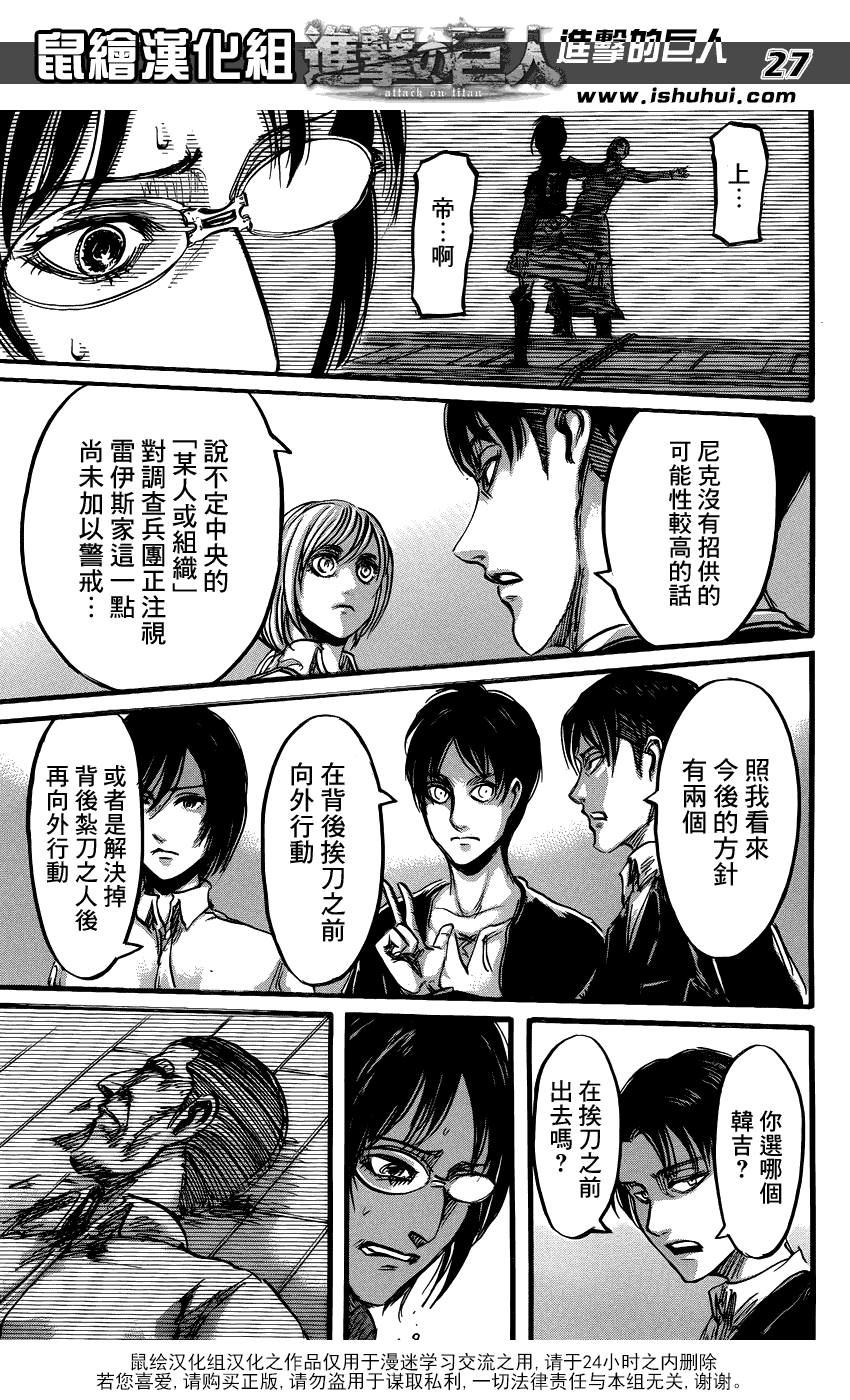 鼠繪漢化組
進撃の巨人
attack on titan
進撃的巨人
27
www.ishuhui.com
上…
帝…啊
尼克沒有招供的
可能性較高的話
說不定中央的
「某人或組織」
對調查兵團正注視
雷伊斯家這一點
尚未加以警戒…
照我看來
今後的方針
有兩個
在背後挨刀之前
向外行動
或者是解決掉
背後紮刀之人後
再向外行動
你選哪個
韓吉?
在挨刀之前
出去嗎?
鼠绘汉化组汉化之作品仅用于漫迷学习交流之用, 请于24小时之内删除
若您喜爱, 请购买正版, 请勿用于谋取私利, 一切法律责任与本组无关, 谢谢。